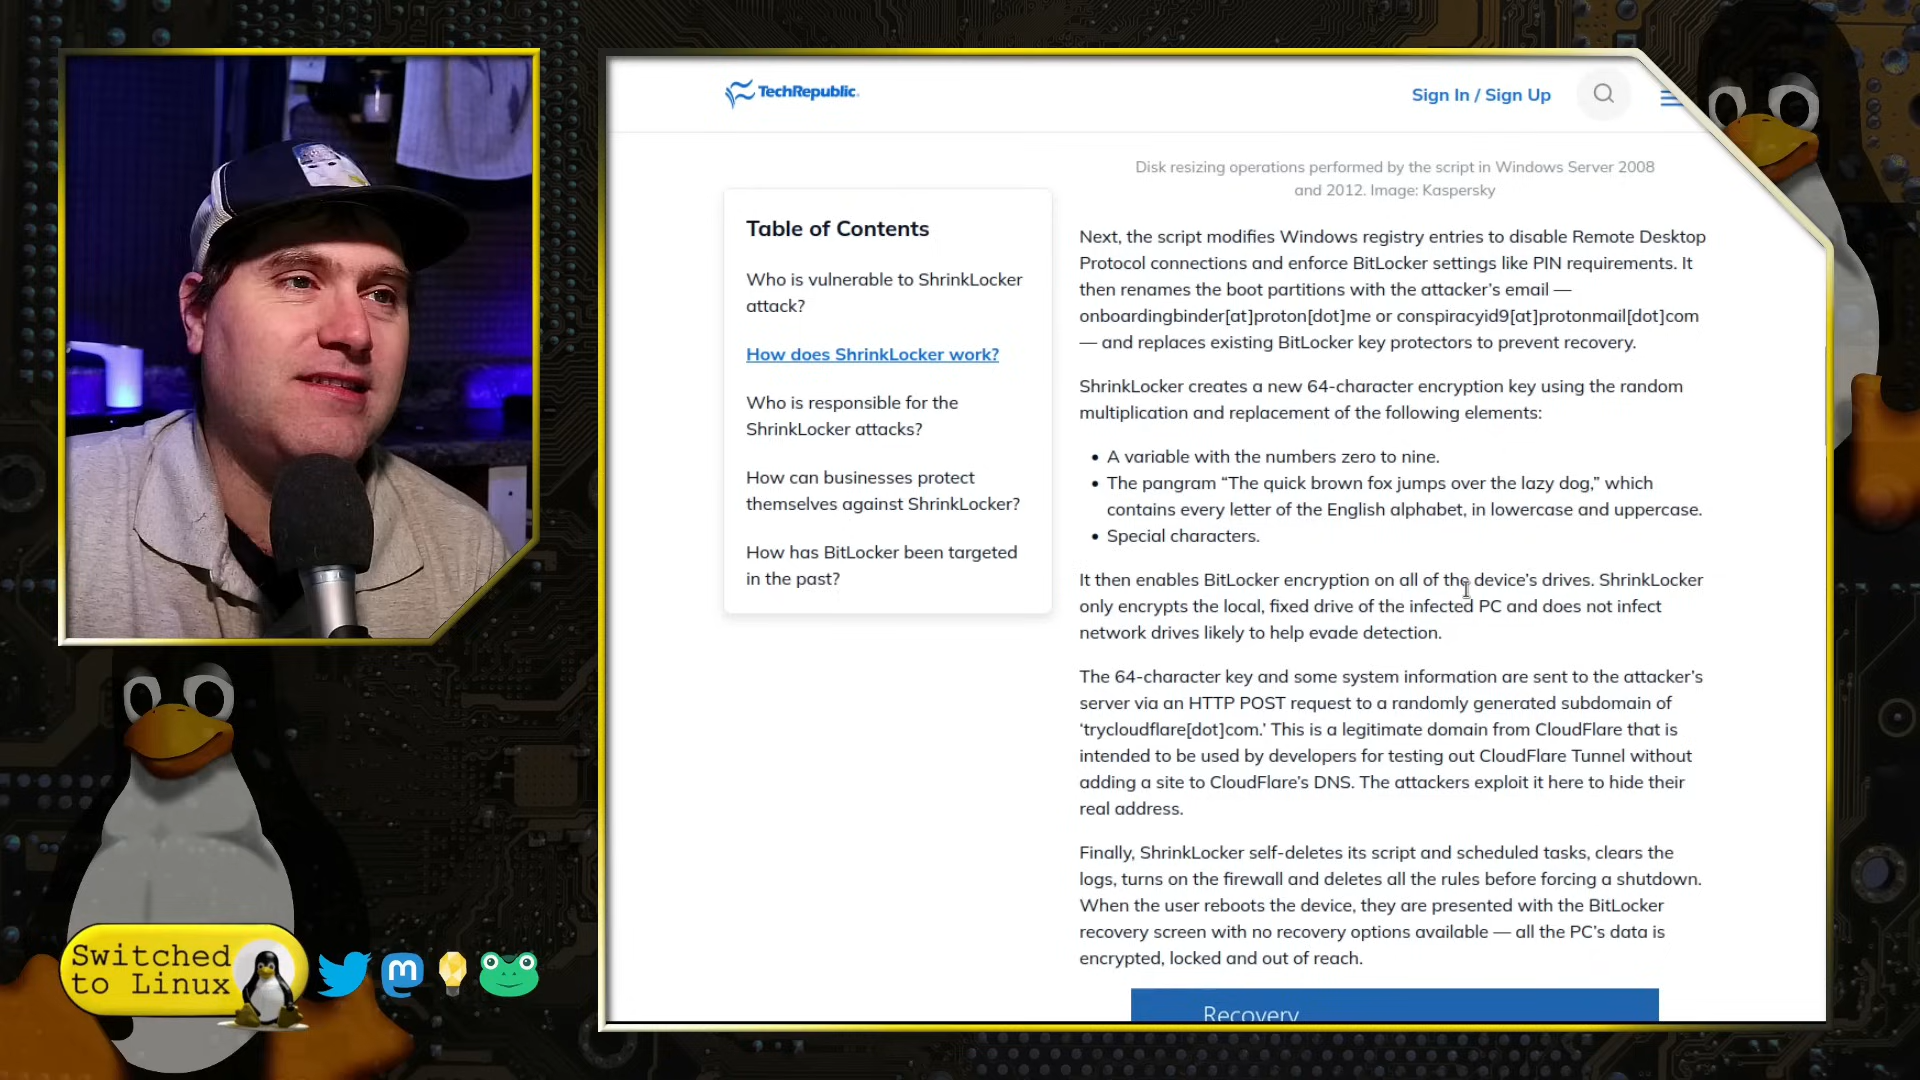 TechRepublic.
Sign In / Sign Up
Disk resizing operations performed by the script in Windows Server 2008
and 2012. Image: Kaspersky
Table of Contents
Who is vulnerable to ShrinkLocker
attack?
How does ShrinkLocker work?
Who is responsible for the
ShrinkLocker attacks?
How can businesses protect
themselves against ShrinkLocker?
How has BitLocker been targeted
in the past?
Next, the script modifies Windows registry entries to disable Remote Desktop
Protocol connections and enforce BitLocker settings like PIN requirements. It
then renames the boot partitions with the attacker’s email —
onboardingbinder[at]proton[dot]me or conspiracyid9[at]protonmail[dot]com
— and replaces existing BitLocker key protectors to prevent recovery.
ShrinkLocker creates a new 64-character encryption key using the random
multiplication and replacement of the following elements:
• A variable with the numbers zero to nine.
• The pangram “The quick brown fox jumps over the lazy dog,” which
contains every letter of the English alphabet, in lowercase and uppercase.
• Special characters.
It then enables BitLocker encryption on all of the device’s drives. ShrinkLocker
only encrypts the local, fixed drive of the infected PC and does not infect
network drives likely to help evade detection.
The 64-character key and some system information are sent to the attacker’s
server via an HTTP POST request to a randomly generated subdomain of
‘trycloudflare[dot]com.’ This is a legitimate domain from CloudFlare that is
intended to be used by developers for testing out CloudFlare Tunnel without
adding a site to CloudFlare’s DNS. The attackers exploit it here to hide their
real address.
Finally, ShrinkLocker self-deletes its script and scheduled tasks, clears the
logs, turns on the firewall and deletes all the rules before forcing a shutdown.
When the user reboots the device, they are presented with the BitLocker
recovery screen with no recovery options available — all the PC’s data is
encrypted, locked and out of reach.
Recovery
Switched
to Linux